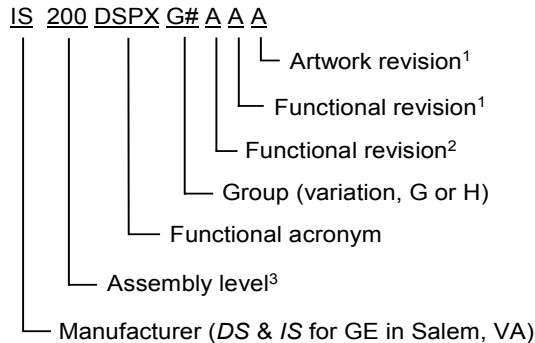 IS 200 DSPX G# A A A
Artwork revision¹
Functional revision¹
Functional revision²
Group (variation, G or H)
Functional acronym
Assembly level³
Manufacturer (DS & IS for GE in Salem, VA)